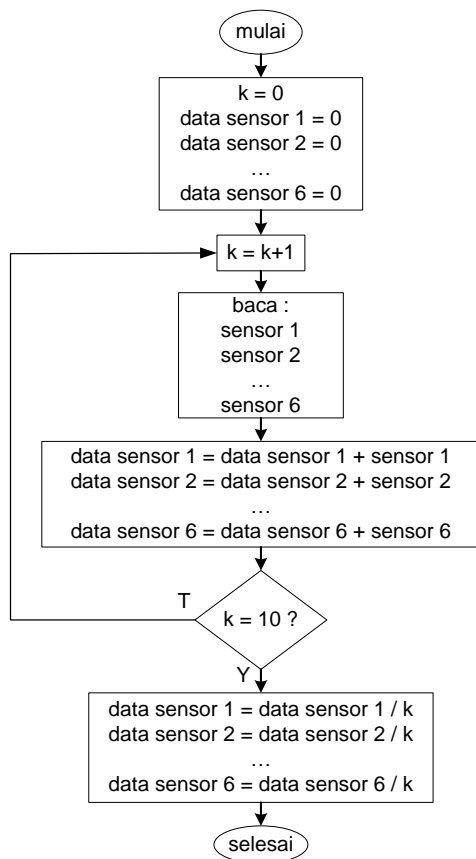 mulai
k = 0
data sensor 1 = 0
data sensor 2 = 0
...
data sensor 6 = 0
k = k+1
baca :
sensor 1
sensor 2
...
sensor 6
data sensor 1 = data sensor 1 + sensor 1
data sensor 2 = data sensor 2 + sensor 2
...
data sensor 6 = data sensor 6 + sensor 6
T
k = 10 ?
Y
data sensor 1 = data sensor 1 / k
data sensor 2 = data sensor 2 / k
...
data sensor 6 = data sensor 6 / k
selesai